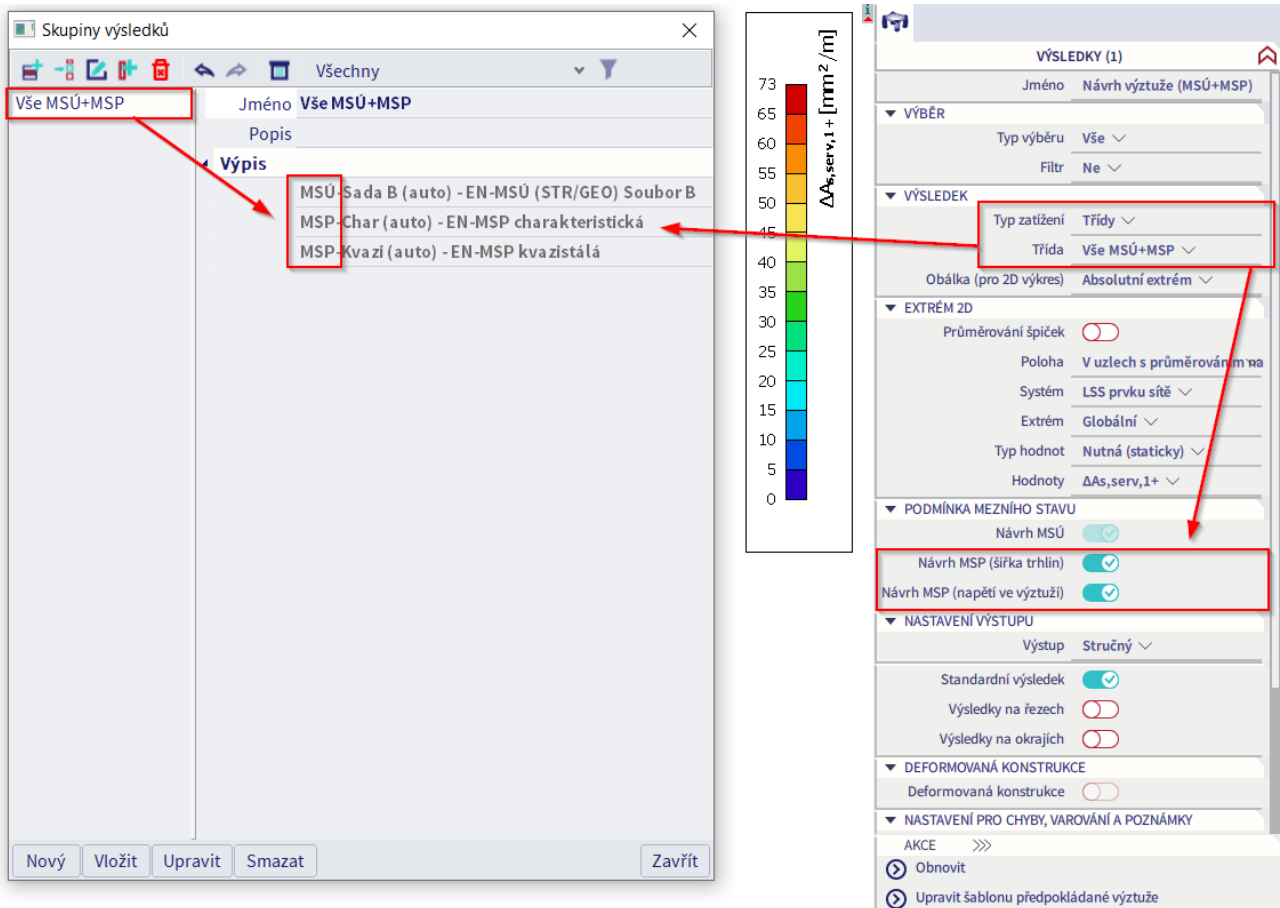 Skupiny výsledků
Všechny
Vše MSÚ+MSP
Jméno Vše MSÚ+MSP
Popis
Výpis
MSÚ-Sada B (auto) - EN-MSÚ (STR/GEO) Soubor B
MSP-Char (auto) - EN-MSP charakteristická
MSP-Kvazi (auto) - EN-MSP kvazistálá
Nový Vložit Upravit Smazat Zavřít
73
65
60
55
50
45
40
35
30
25
20
15
10
5
0
ΔAs,serv,1+ [mm²/m]
VÝSLEDKY (1)
Jméno Návrh výztuže (MSÚ+MSP)
VÝBĚR
Typ výběru Vše
Filtr Ne
VÝSLEDEK
Typ zatížení Třídy
Třída Vše MSÚ+MSP
Obálka (pro 2D výkres) Absolutní extrém
EXTRÉM 2D
Průměrování špiček
Poloha V uzlech s průměrováním na
Systém LSS prvku sítě
Extrém Globální
Typ hodnot Nutná (staticky)
Hodnoty ΔAs,serv,1+
PODMÍNKA MEZNÍHO STAVU
Návrh MSÚ
Návrh MSP (šířka trhlin)
Návrh MSP (napětí ve výztuži)
NASTAVENÍ VÝSTUPU
Výstup Stručný
Standardní výsledek
Výsledky na řezech
Výsledky na okrajích
DEFORMOVANÁ KONSTRUKCE
Deformovaná konstrukce
NASTAVENÍ PRO CHYBY, VAROVÁNÍ A POZNÁMKY
AKCE >>>
Obnovit
Upravit šablonu předpokládané výztuže